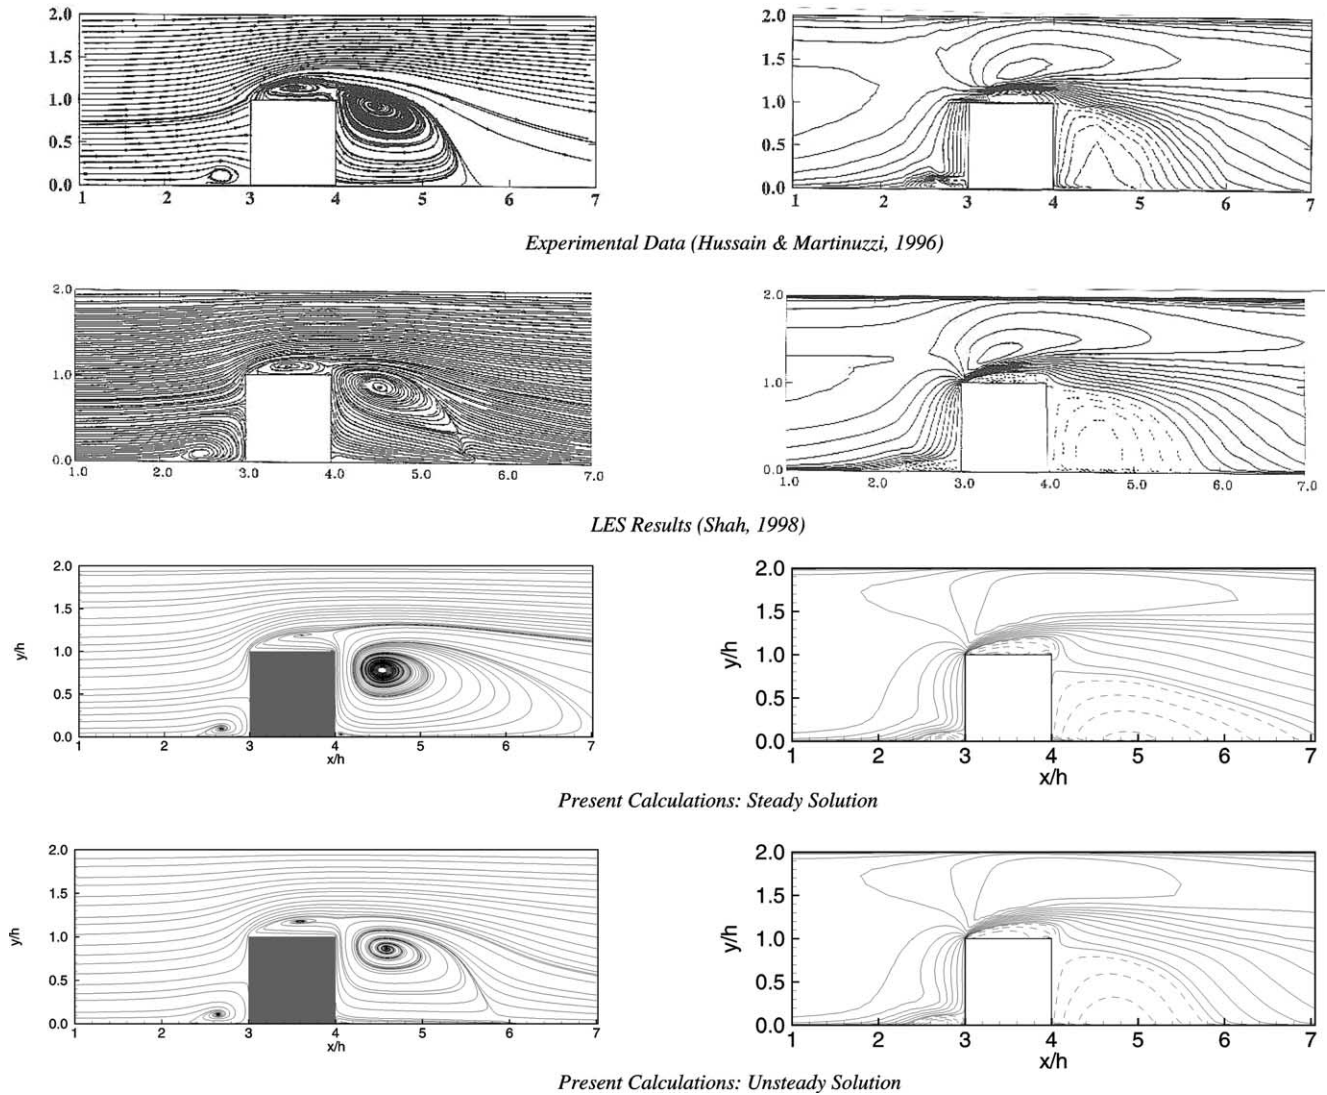 2.0
1.5
1.0
0.5
0.0
1 2 3 4 5 6 7
2.0
1.5
1.0
0.5
0.0
1 2 3 4 5 6 7
Experimental Data (Hussain & Martinuzzi, 1996)
2.0
1.0
0.0
1.0 2.0 3.0 4.0 5.0 6.0 7.0
2.0
1.0
0.0
1.0 2.0 3.0 4.0 5.0 6.0 7.0
LES Results (Shah, 1998)
2.0
1.5
y/h
1.0
0.5
0.0
1 2 3 4 5 6 7
x/h
2.0
1.5
y/h
1.0
0.5
0.0
1 2 3 4 5 6 7
x/h
Present Calculations: Steady Solution
2.0
1.5
y/h
1.0
0.5
0.0
1 2 3 4 5 6 7
x/h
2.0
1.5
y/h
1.0
0.5
0.0
1 2 3 4 5 6 7
x/h
Present Calculations: Unsteady Solution